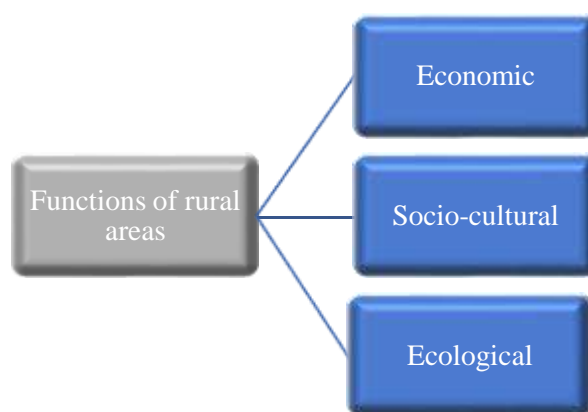 Economic
Functions of rural
areas
Socio-cultural
Ecological